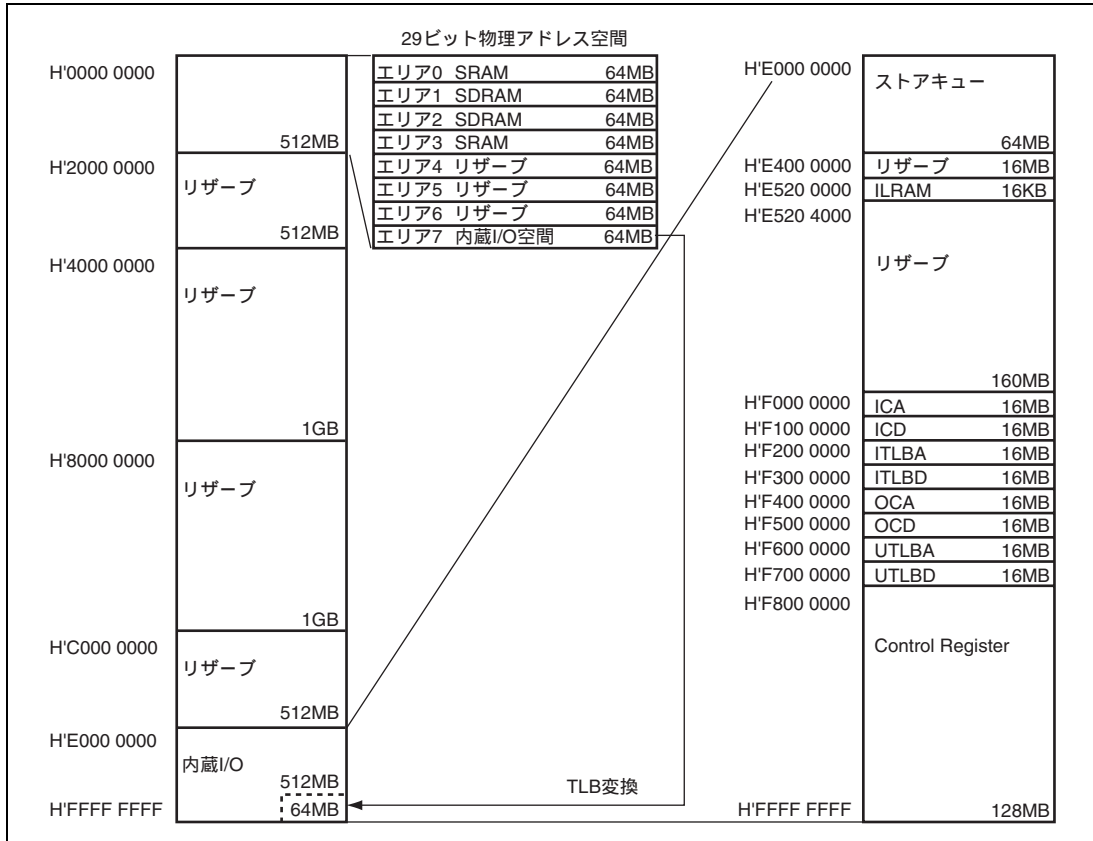 29ビット物理アドレス空間
H'0000 0000
512MB
H'2000 0000
リザーブ
512MB
H'4000 0000
リザーブ
1GB
H'8000 0000
リザーブ
1GB
H'C000 0000
リザーブ
512MB
H'E000 0000
内蔵I/O
512MB
64MB
H'FFFF FFFF
エリア0 SRAM 64MB
エリア1 SDRAM 64MB
エリア2 SDRAM 64MB
エリア3 SRAM 64MB
エリア4 リザーブ 64MB
エリア5 リザーブ 64MB
エリア6 リザーブ 64MB
エリア7 内蔵I/O空間 64MB
TLB変換
H'E000 0000
ストアキュー
64MB
H'E400 0000 リザーブ 16MB
H'E520 0000 ILRAM 16KB
H'E520 4000
リザーブ
160MB
H'F000 0000 ICA 16MB
H'F100 0000 ICD 16MB
H'F200 0000 ITLBA 16MB
H'F300 0000 ITLBD 16MB
H'F400 0000 OCA 16MB
H'F500 0000 OCD 16MB
H'F600 0000 UTLBA 16MB
H'F700 0000 UTLBD 16MB
H'F800 0000
Control Register
H'FFFF FFFF 128MB